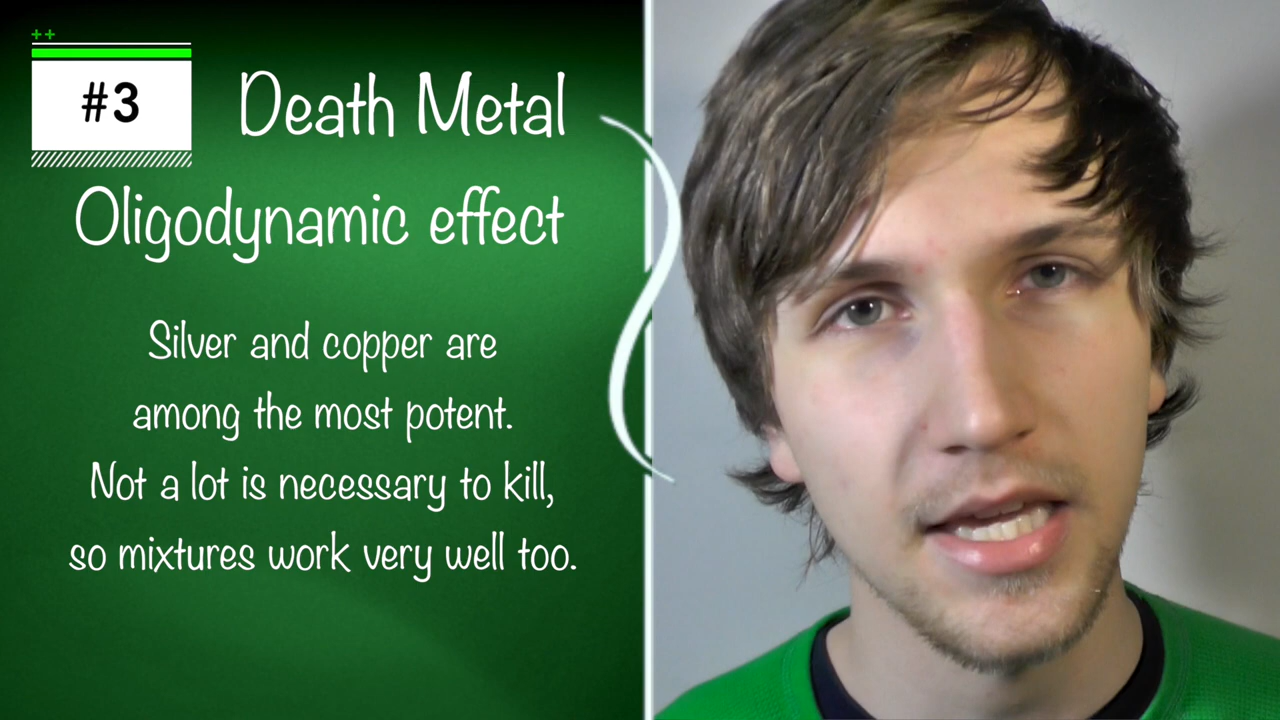 ++
#3
Death Metal
Oligodynamic effect
Silver and copper are
among the most potent.
Not a lot is necessary to kill,
so mixtures work very well too.